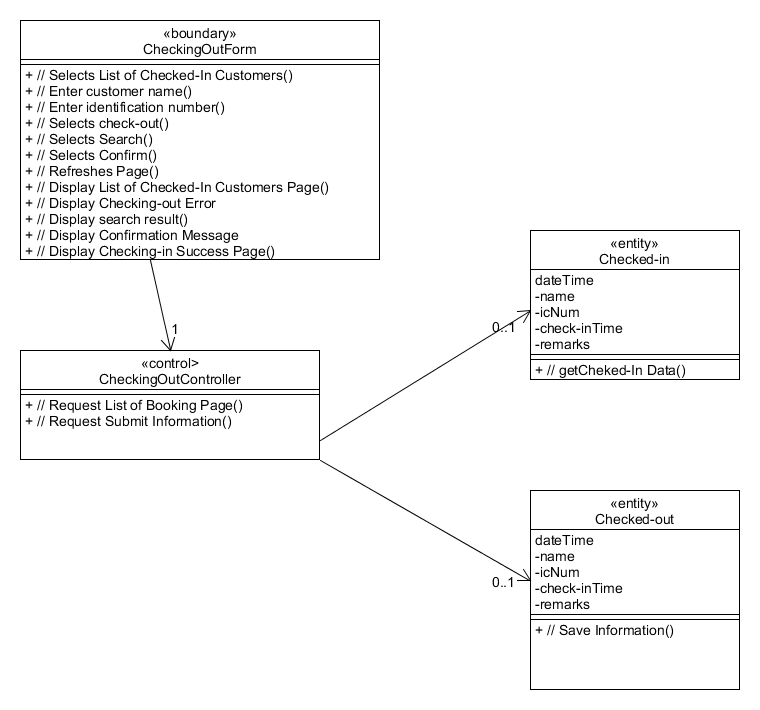 «boundary»
CheckingOutForm
+ // Selects List of Checked-In Customers()
+ // Enter customer name()
+ // Enter identification number()
+ // Selects check-out()
+ // Selects Search()
+ // Selects Confirm()
+ // Refreshes Page()
+ // Display List of Checked-In Customers Page()
+ // Display Checking-out Error
+ // Display search result()
+ // Display Confirmation Message
+ // Display Checking-in Success Page()
1
«control>
CheckingOutController
+ // Request List of Booking Page()
+ // Request Submit Information()
«entity»
Checked-in
dateTime
-name
-icNum
-check-inTime
-remarks
+ // getCheked-In Data()
0..1
«entity»
Checked-out
dateTime
-name
-icNum
-check-inTime
-remarks
+ // Save Information()
0..1